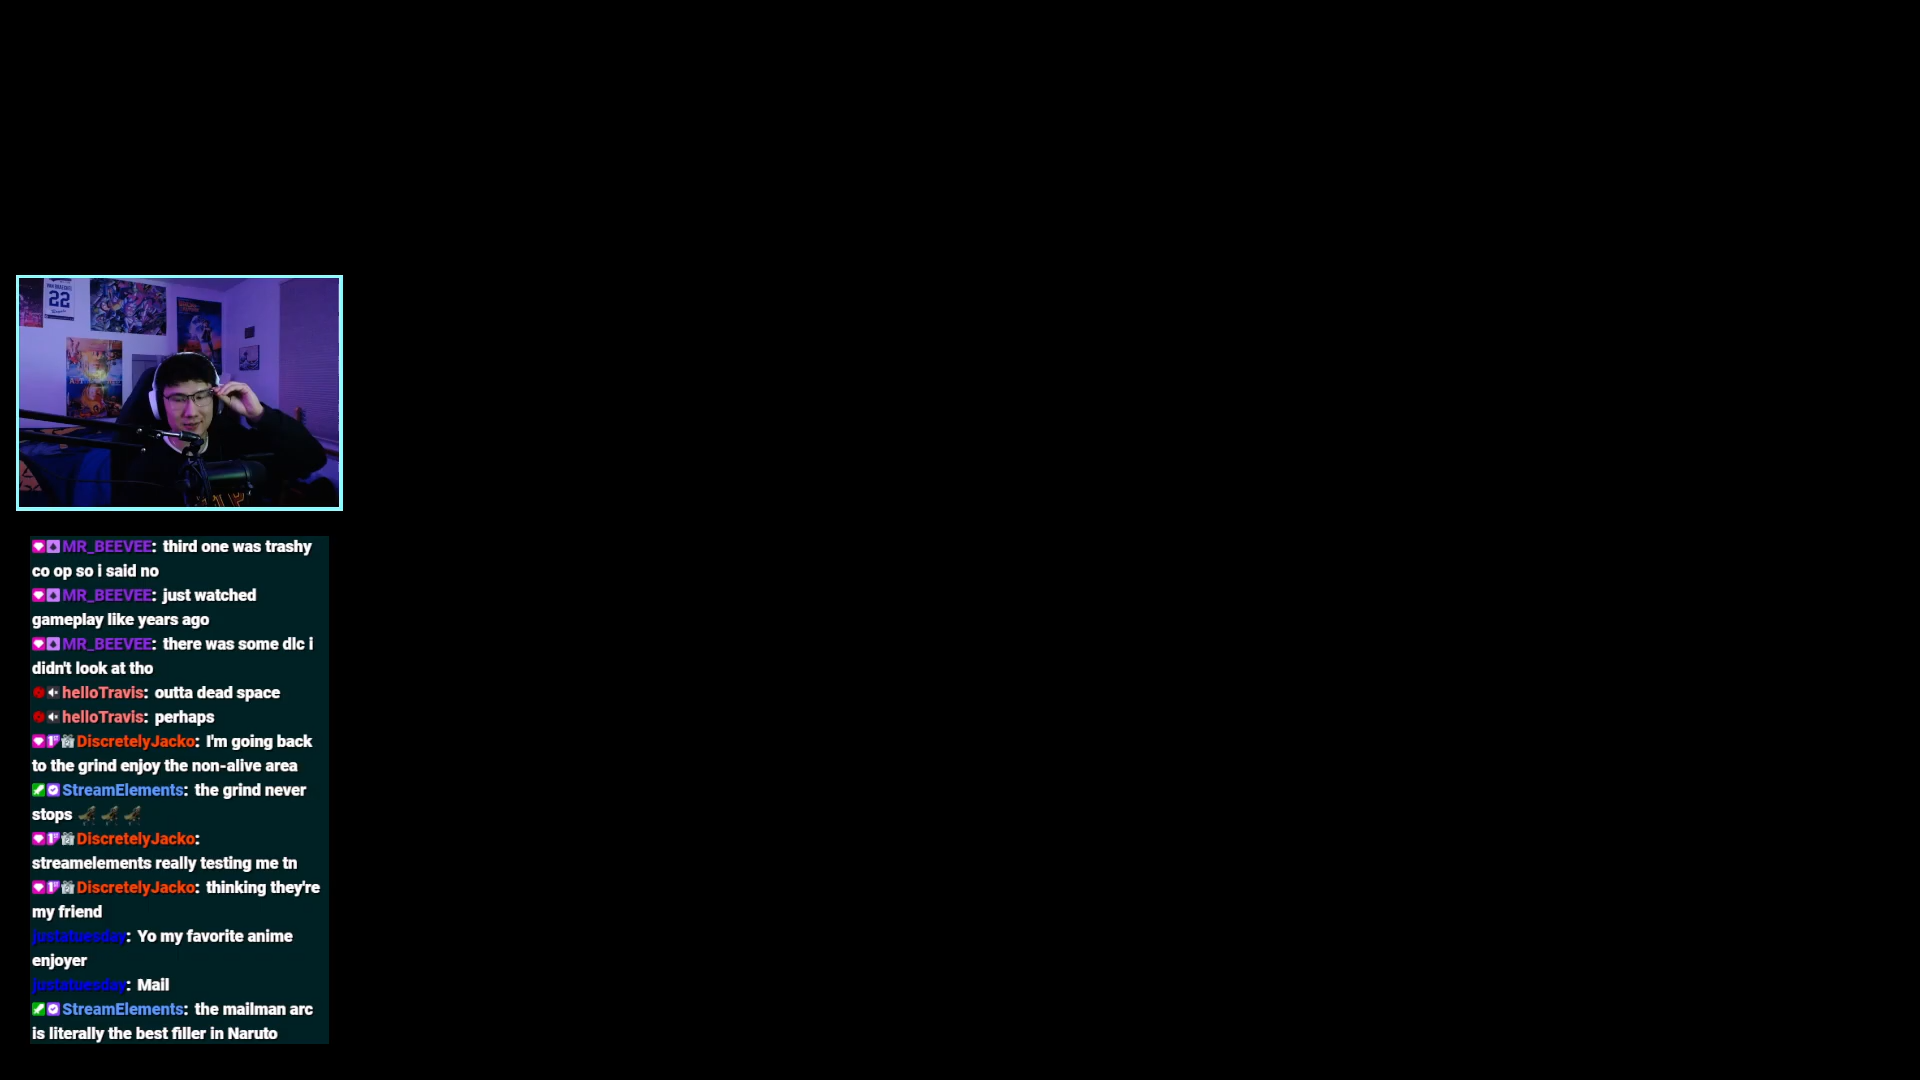 22
MR_BEEVEE: third one was trashy
co op so i said no
MR_BEEVEE: just watched
gameplay like years ago
MR_BEEVEE: there was some dlc i
didn't look at tho
helloTravis: outta dead space
helloTravis: perhaps
DiscretelyJacko: I'm going back
to the grind enjoy the non-alive area
StreamElements: the grind never
stops
DiscretelyJacko:
streamelements really testing me tn
DiscretelyJacko: thinking they're
my friend
justatuesday: Yo my favorite anime
enjoyer
justatuesday: Mail
StreamElements: the mailman arc
is literally the best filler in Naruto